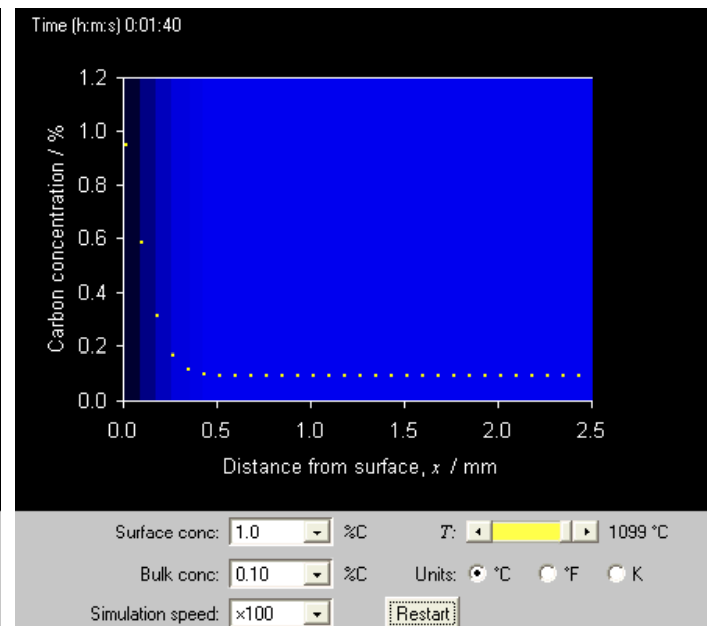 Time (h:m:s) 0:01:40
1.2
1.0
0.8
0.6
0.4
0.2
0.0
Carbon concentration / %
0.0 0.5 1.0 1.5 2.0 2.5
Distance from surface, x / mm
Surface conc: 1.0 %C T: 1099 °C
Bulk conc: 0.10 %C Units: °C °F K
Simulation speed: ×100 Restart